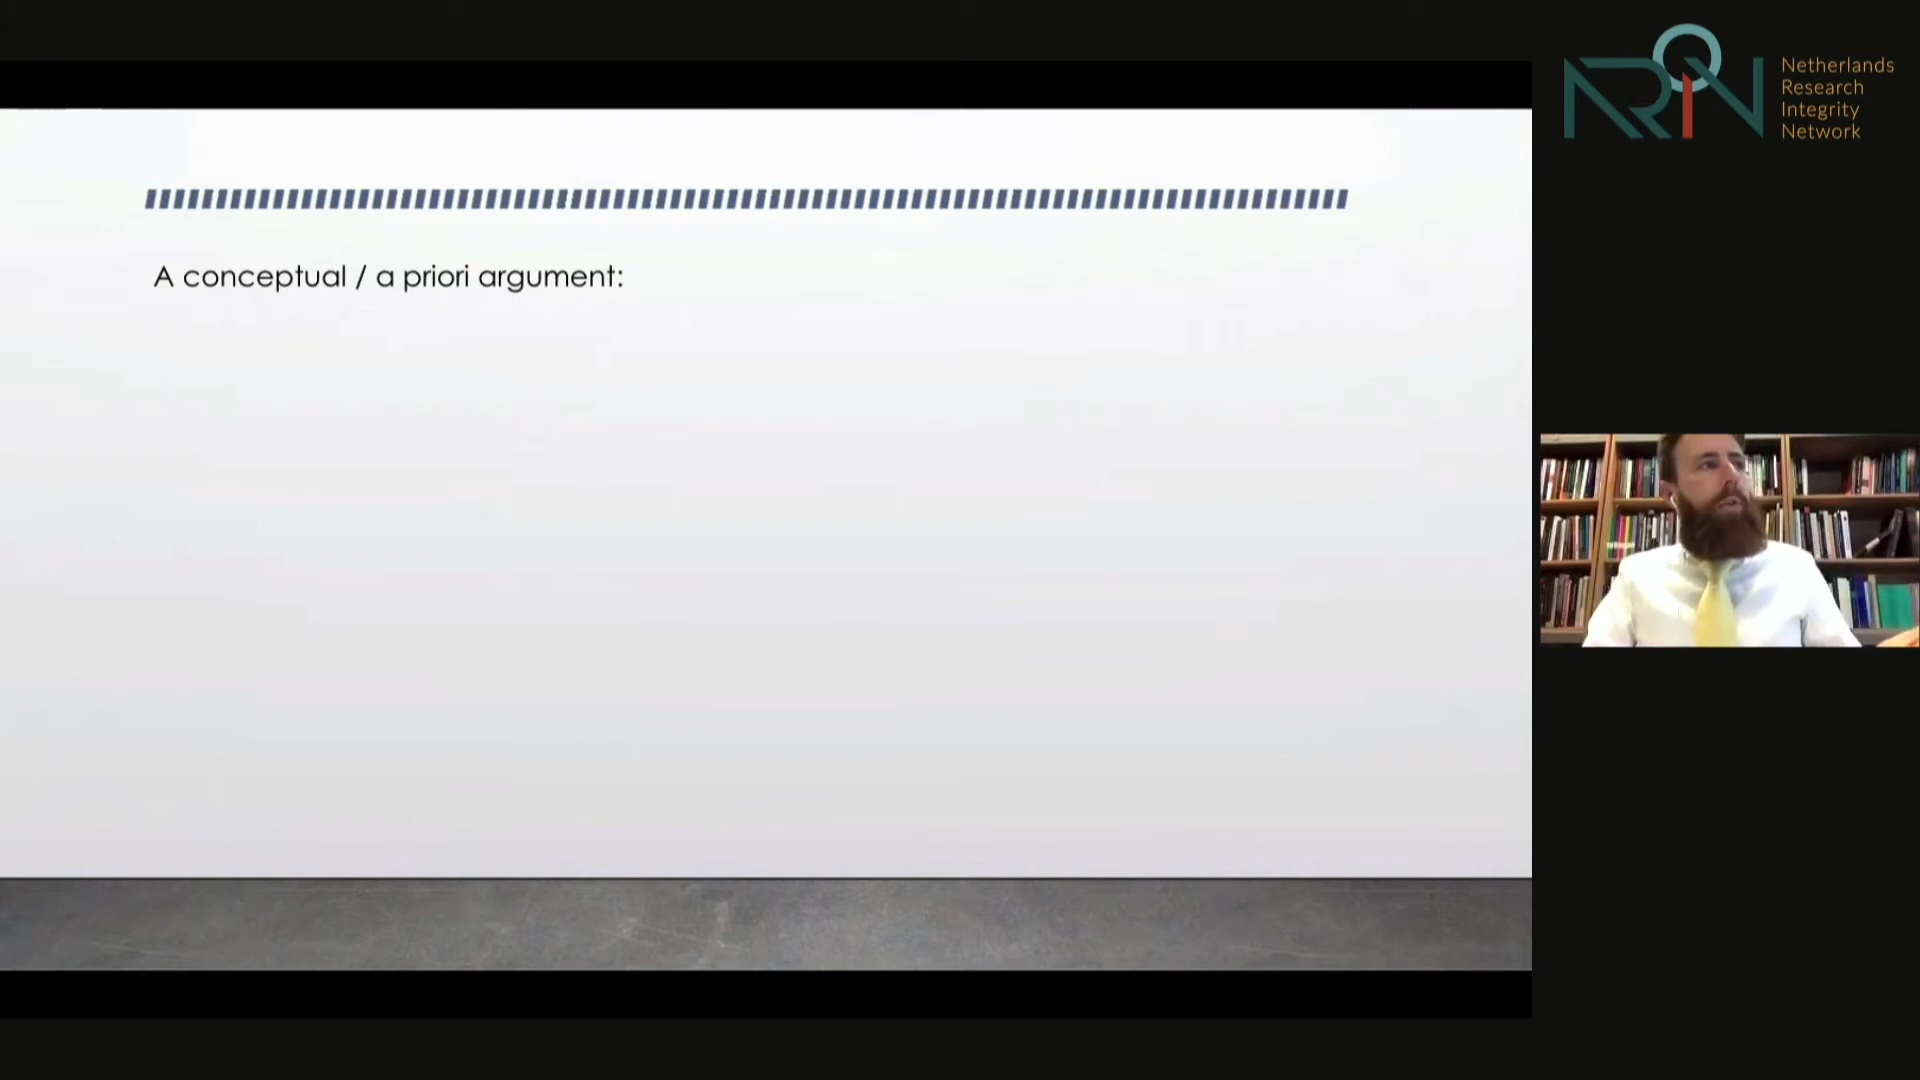 A conceptual / a priori argument:
NRIN
Netherlands
Research
Integrity
Network